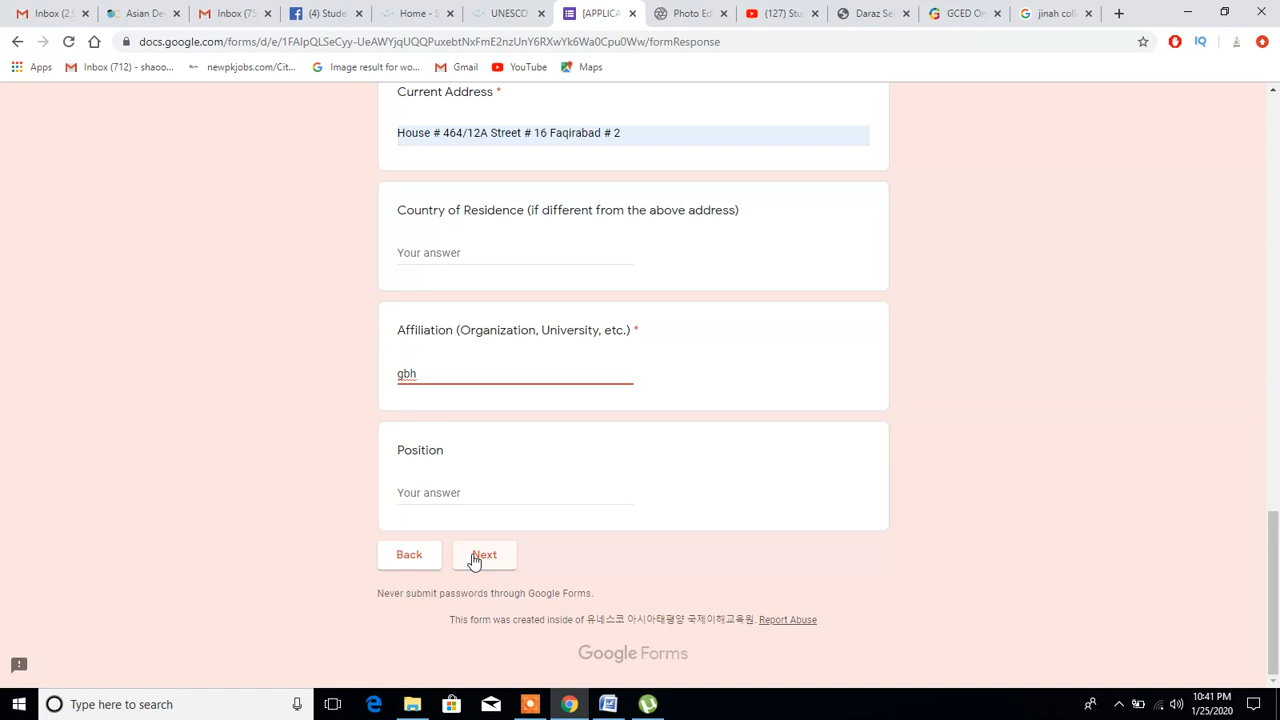 Inbox (2,9
Asian De
Inbox (75
(4) Stude
Home - S
UNESCO
[APPLICA
Photo Ed
(127) Stu
Daraz Sel
GCED On
jinah coll
docs.google.com/forms/d/e/1FAIpQLSeCyy-UeAWYjqUQQPuxebtNxFmE2nzUnY6RXwYk6Wa0Cpu0Ww/formResponse
Apps
Inbox (712) - shaoo...
newpkjobs.com/Cit...
Image result for wo...
Gmail
YouTube
Maps
Current Address *
House # 464/12A Street # 16 Faqirabad # 2
Country of Residence (if different from the above address)
Your answer
Affiliation (Organization, University, etc.) *
gbh
Position
Your answer
Back
Next
Never submit passwords through Google Forms.
This form was created inside of 유네스코 아시아태평양 국제이해교육원. Report Abuse
Google Forms
Type here to search
10:41 PM
1/25/2020